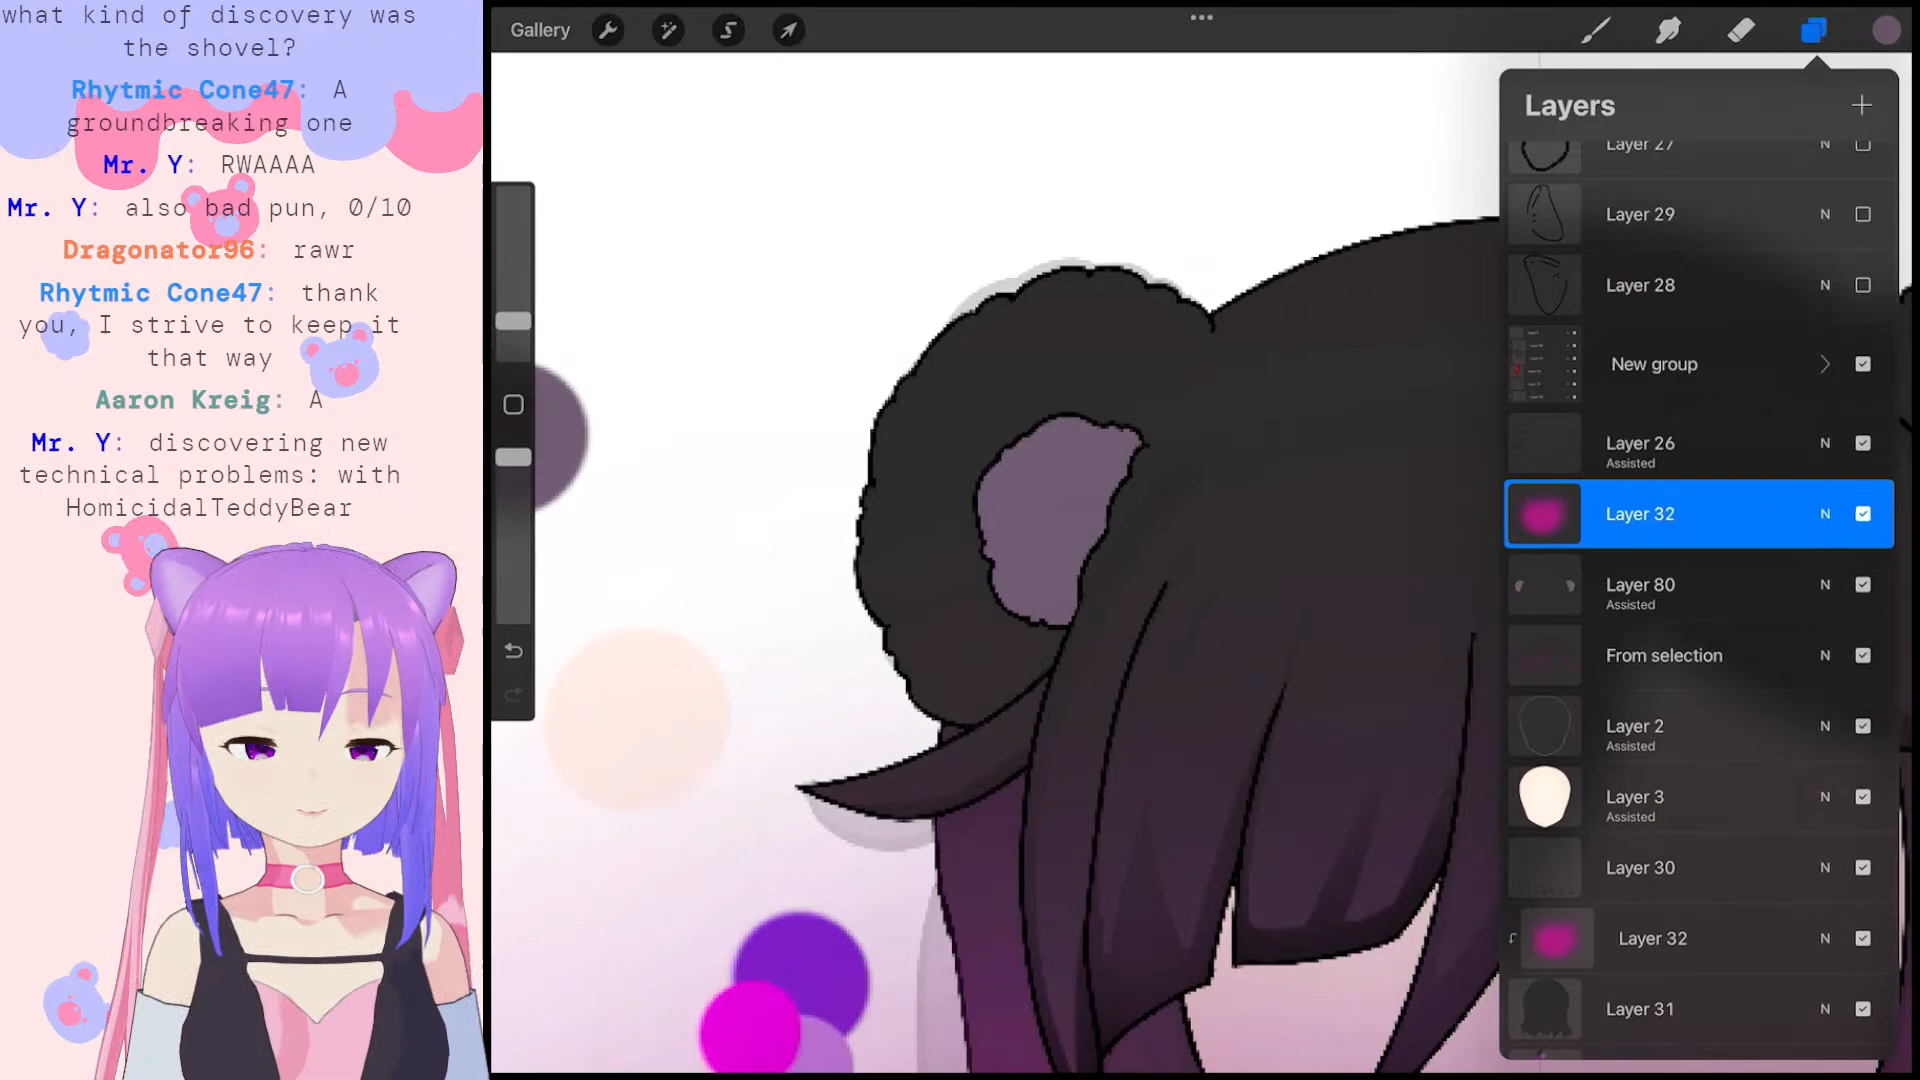 what kind of discovery was
the shovel?
Rhytmic Cone47: A
groundbreaking one
Mr. Y: RWAAAA
Mr. Y: also bad pun, 0/10
Dragonator96: rawr
Rhytmic Cone47: thank
you, I strive to keep it
that way
Aaron Kreig: A
Mr. Y: discovering new
technical problems: with
HomicidalTeddyBear
Gallery
Layers
Layer 27 N
Layer 29 N
Layer 28 N
New group
Layer 26 N
Assisted
Layer 32 N
Layer 80 N
Assisted
From selection N
Layer 2 N
Assisted
Layer 3 N
Assisted
Layer 30 N
Layer 32 N
Layer 31 N